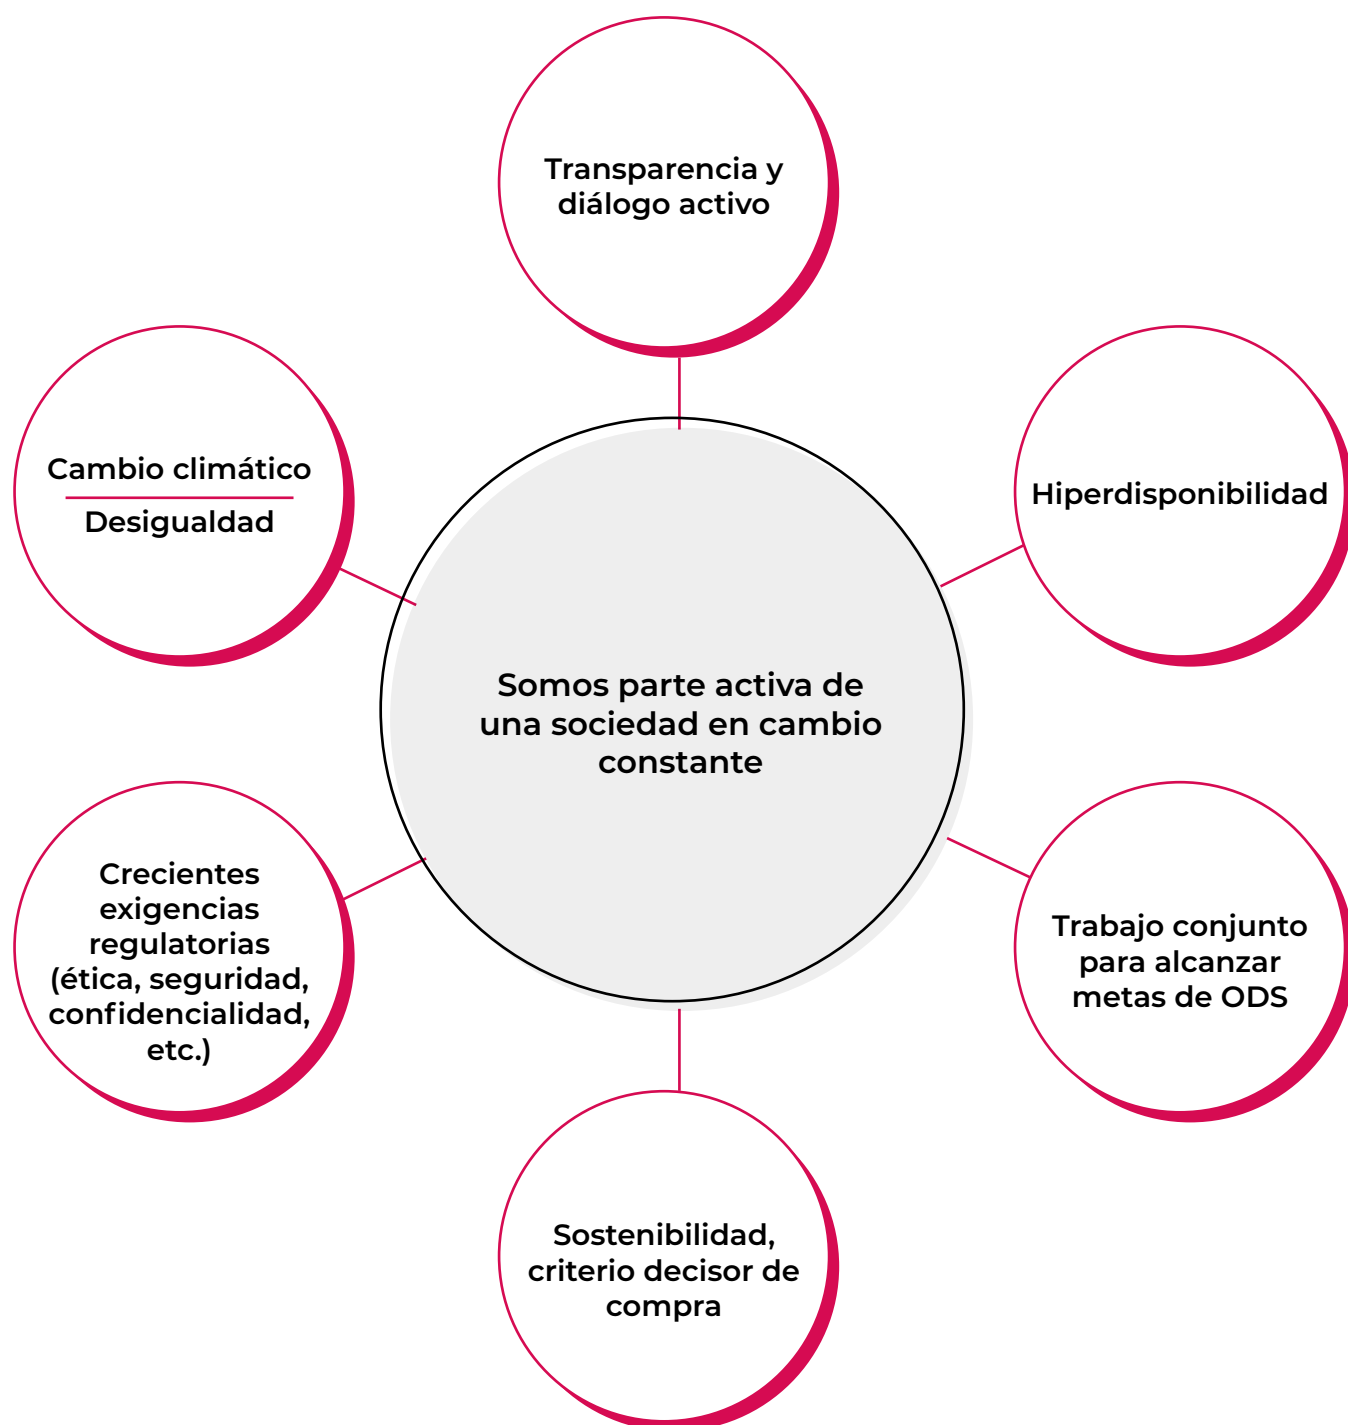 Transparencia y
diálogo activo
Cambio climático
Desigualdad
Hiperdisponibilidad
Somos parte activa de
una sociedad en cambio
constante
Crecientes
exigencias
regulatorias
(ética, seguridad,
confidencialidad,
etc.)
Trabajo conjunto
para alcanzar
metas de ODS
Sostenibilidad,
criterio decisor de
compra